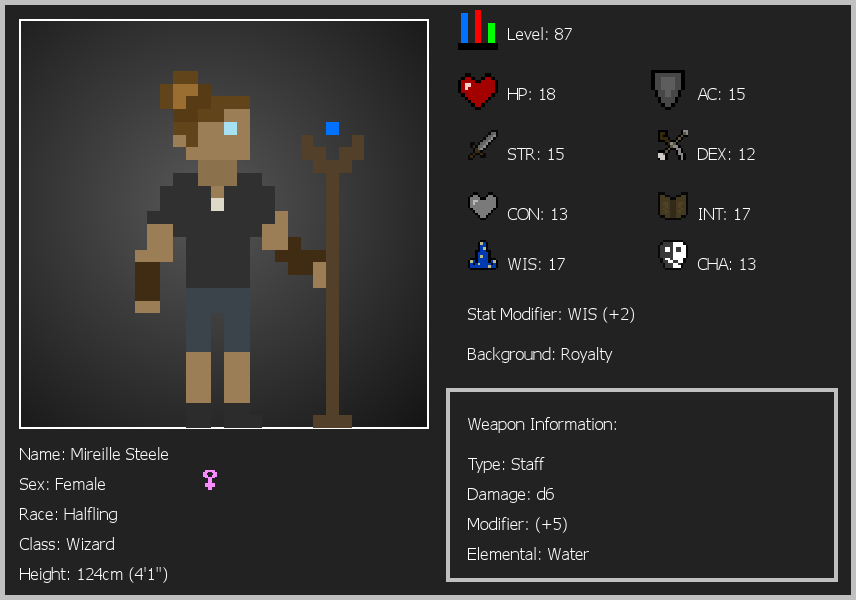 Level: 87
HP: 18
AC: 15
STR: 15
DEX: 12
CON: 13
INT: 17
WIS: 17
CHA: 13
Stat Modifier: WIS (+2)
Background: Royalty
Weapon Information:
Type: Staff
Damage: d6
Modifier: (+5)
Elemental: Water
Name: Mireille Steele
Sex: Female
Race: Halfling
Class: Wizard
Height: 124cm (4'1")